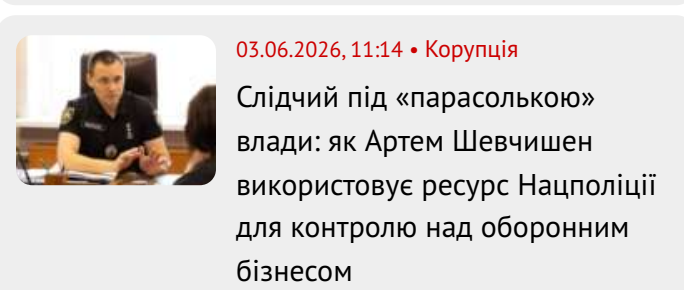 03.06.2026, 11:14 • Корупція
Слідчий під «парасолькою»
влади: як Артем Шевчишен
використовує ресурс Нацполіції
для контролю над оборонним
бізнесом